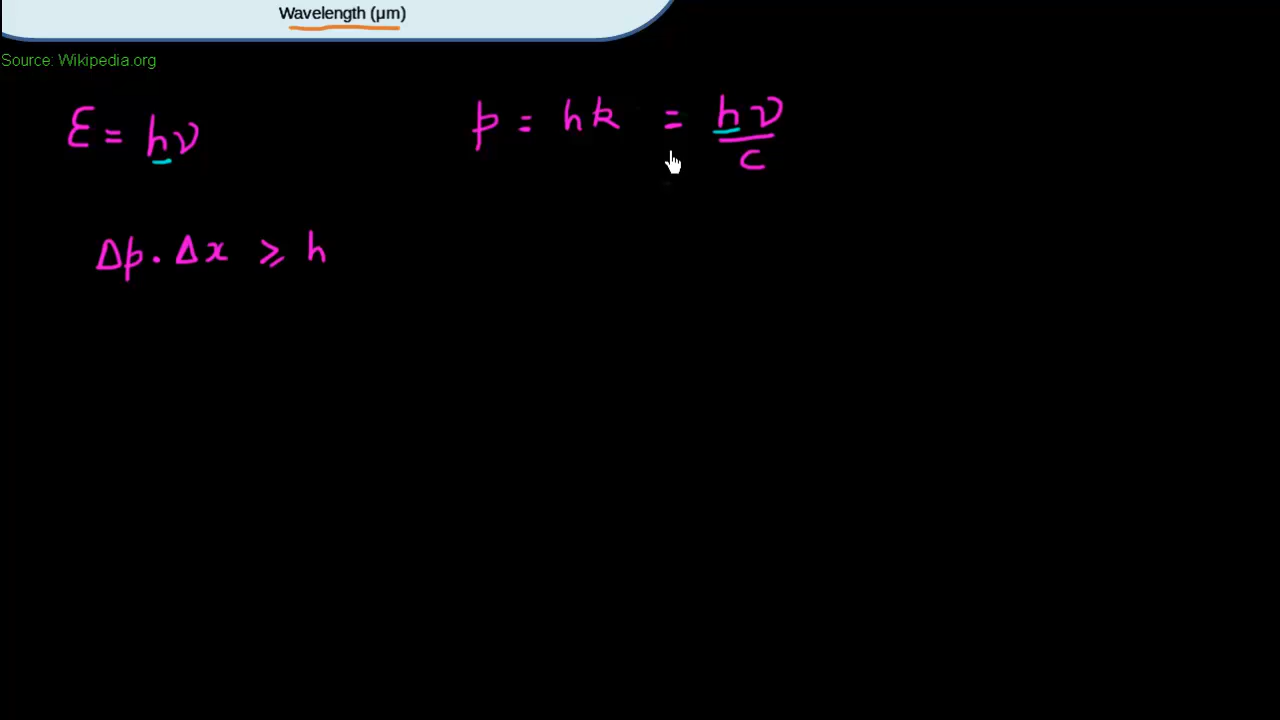 Wavelength (μm)
Source: Wikipedia.org
ε = hν
p = hk = hν/c
Δp · Δx ⩾ h